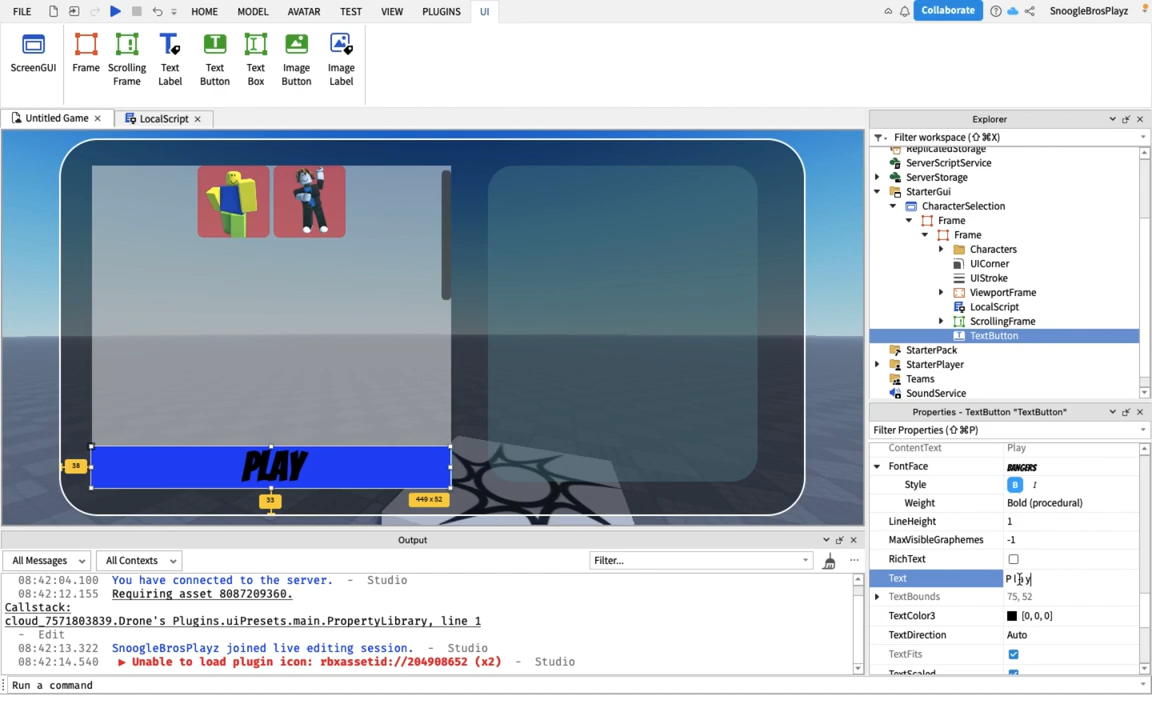 FILE HOME MODEL AVATAR TEST VIEW PLUGINS UI Collaborate SnoogleBrosPlayz
ScreenGUI Frame Scrolling Frame Text Label Text Button Text Box Image Button Image Label
Untitled Game LocalScript
Explorer
Filter workspace (⇧⌘X)
ReplicatedStorage
ServerScriptService
ServerStorage
StarterGui
CharacterSelection
Frame
Frame
Characters
UICorner
UIStroke
ViewportFrame
LocalScript
ScrollingFrame
TextButton
StarterPack
StarterPlayer
Teams
SoundService
PLAY
38
33
449 x 52
Properties - TextButton "TextButton"
Filter Properties (⇧⌘P)
ContentText Play
FontFace BANGERS
Style B I
Weight Bold (procedural)
LineHeight 1
MaxVisibleGraphemes -1
RichText
Text Play
TextBounds 75, 52
TextColor3 [0, 0, 0]
TextDirection Auto
TextFits
TextScaled
Output
All Messages All Contexts Filter...
08:42:04.100 You have connected to the server. - Studio
08:42:12.155 Requiring asset 8087209360.
Callstack:
cloud_7571803839.Drone's Plugins.uiPresets.main.PropertyLibrary, line 1
- Edit
08:42:13.322 SnoogleBrosPlayz joined live editing session. - Studio
08:42:14.540 ▶ Unable to load plugin icon: rbxassetid://204908652 (x2) - Studio
Run a command